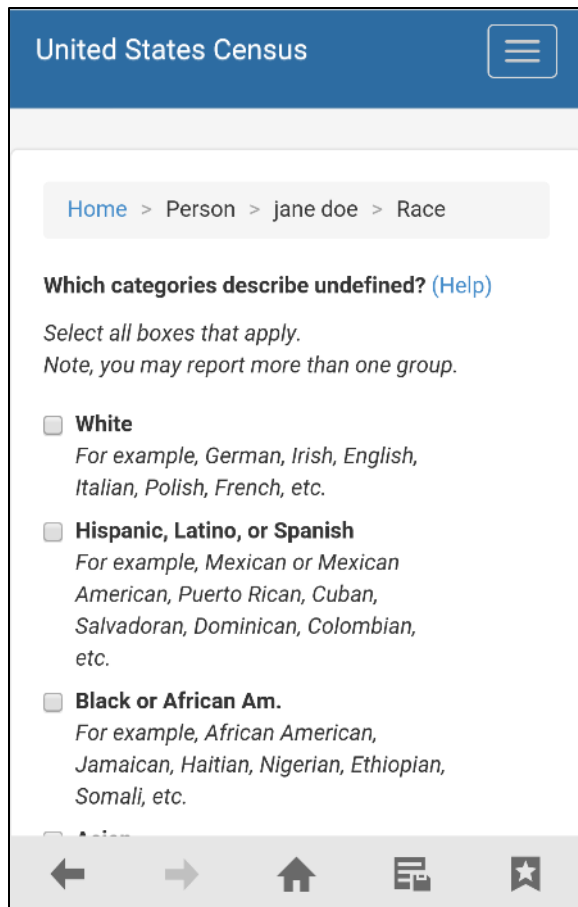 United States Census
Home > Person > jane doe > Race
Which categories describe undefined? (Help)
Select all boxes that apply.
Note, you may report more than one group.
White
For example, German, Irish, English,
Italian, Polish, French, etc.
Hispanic, Latino, or Spanish
For example, Mexican or Mexican
American, Puerto Rican, Cuban,
Salvadoran, Dominican, Colombian,
etc.
Black or African Am.
For example, African American,
Jamaican, Haitian, Nigerian, Ethiopian,
Somali, etc.
Asian